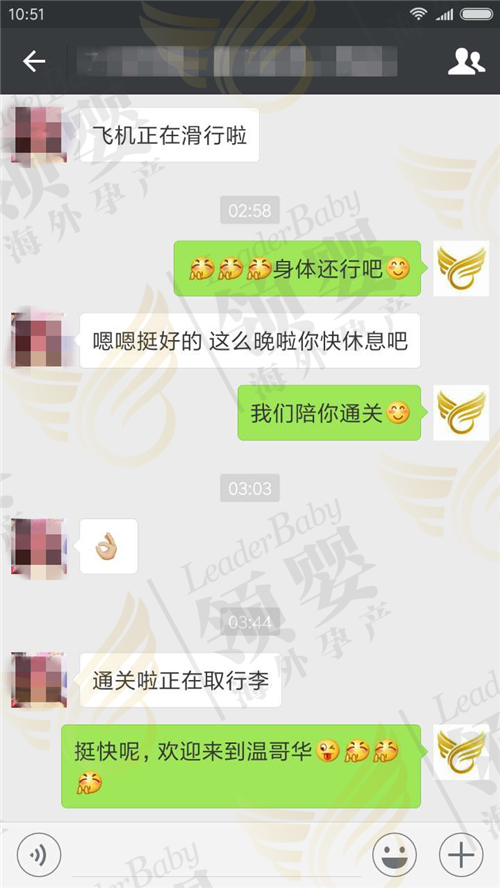 10:51
飞机正在滑行啦
02:58
身体还行吧
嗯嗯挺好的 这么晚啦你快休息吧
我们陪你通关
03:03
03:44
通关啦正在取行李
挺快呢，欢迎来到温哥华
LeaderBaby
领婴
海外孕产